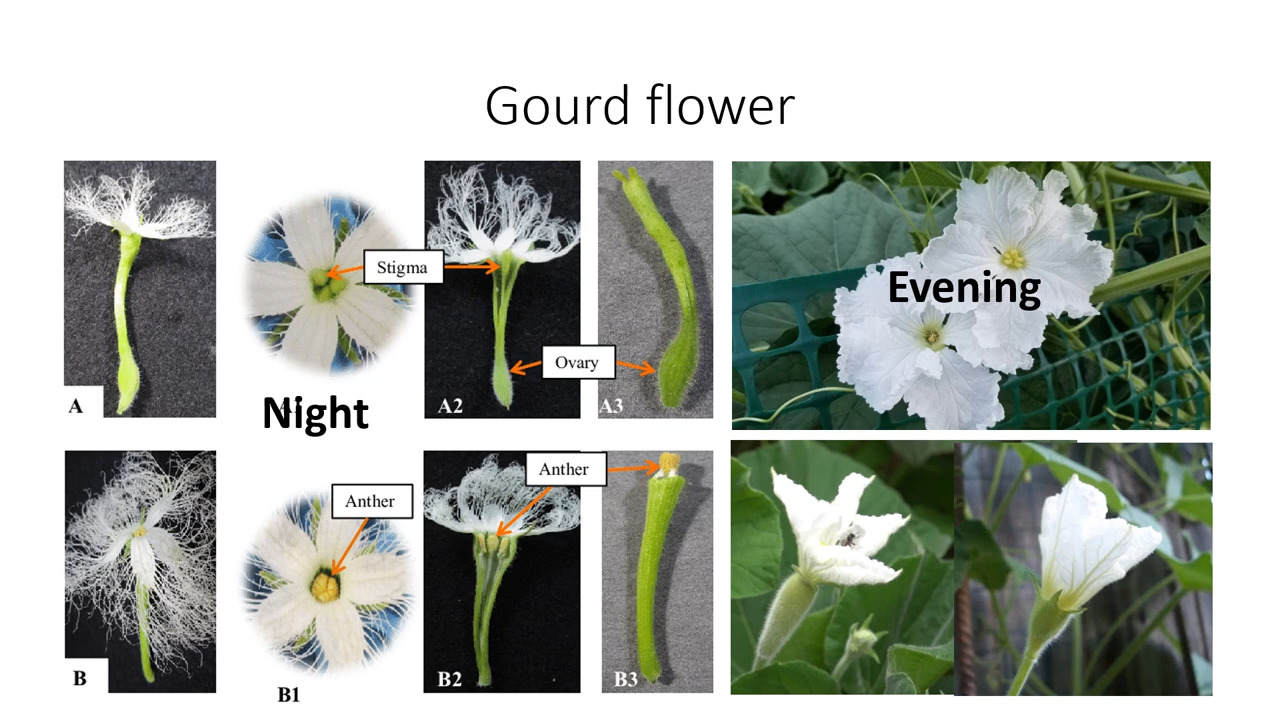 Gourd flower
Stigma
Evening
Ovary
A
Night
A2
A3
Anther
Anther
B
B1
B2
B3